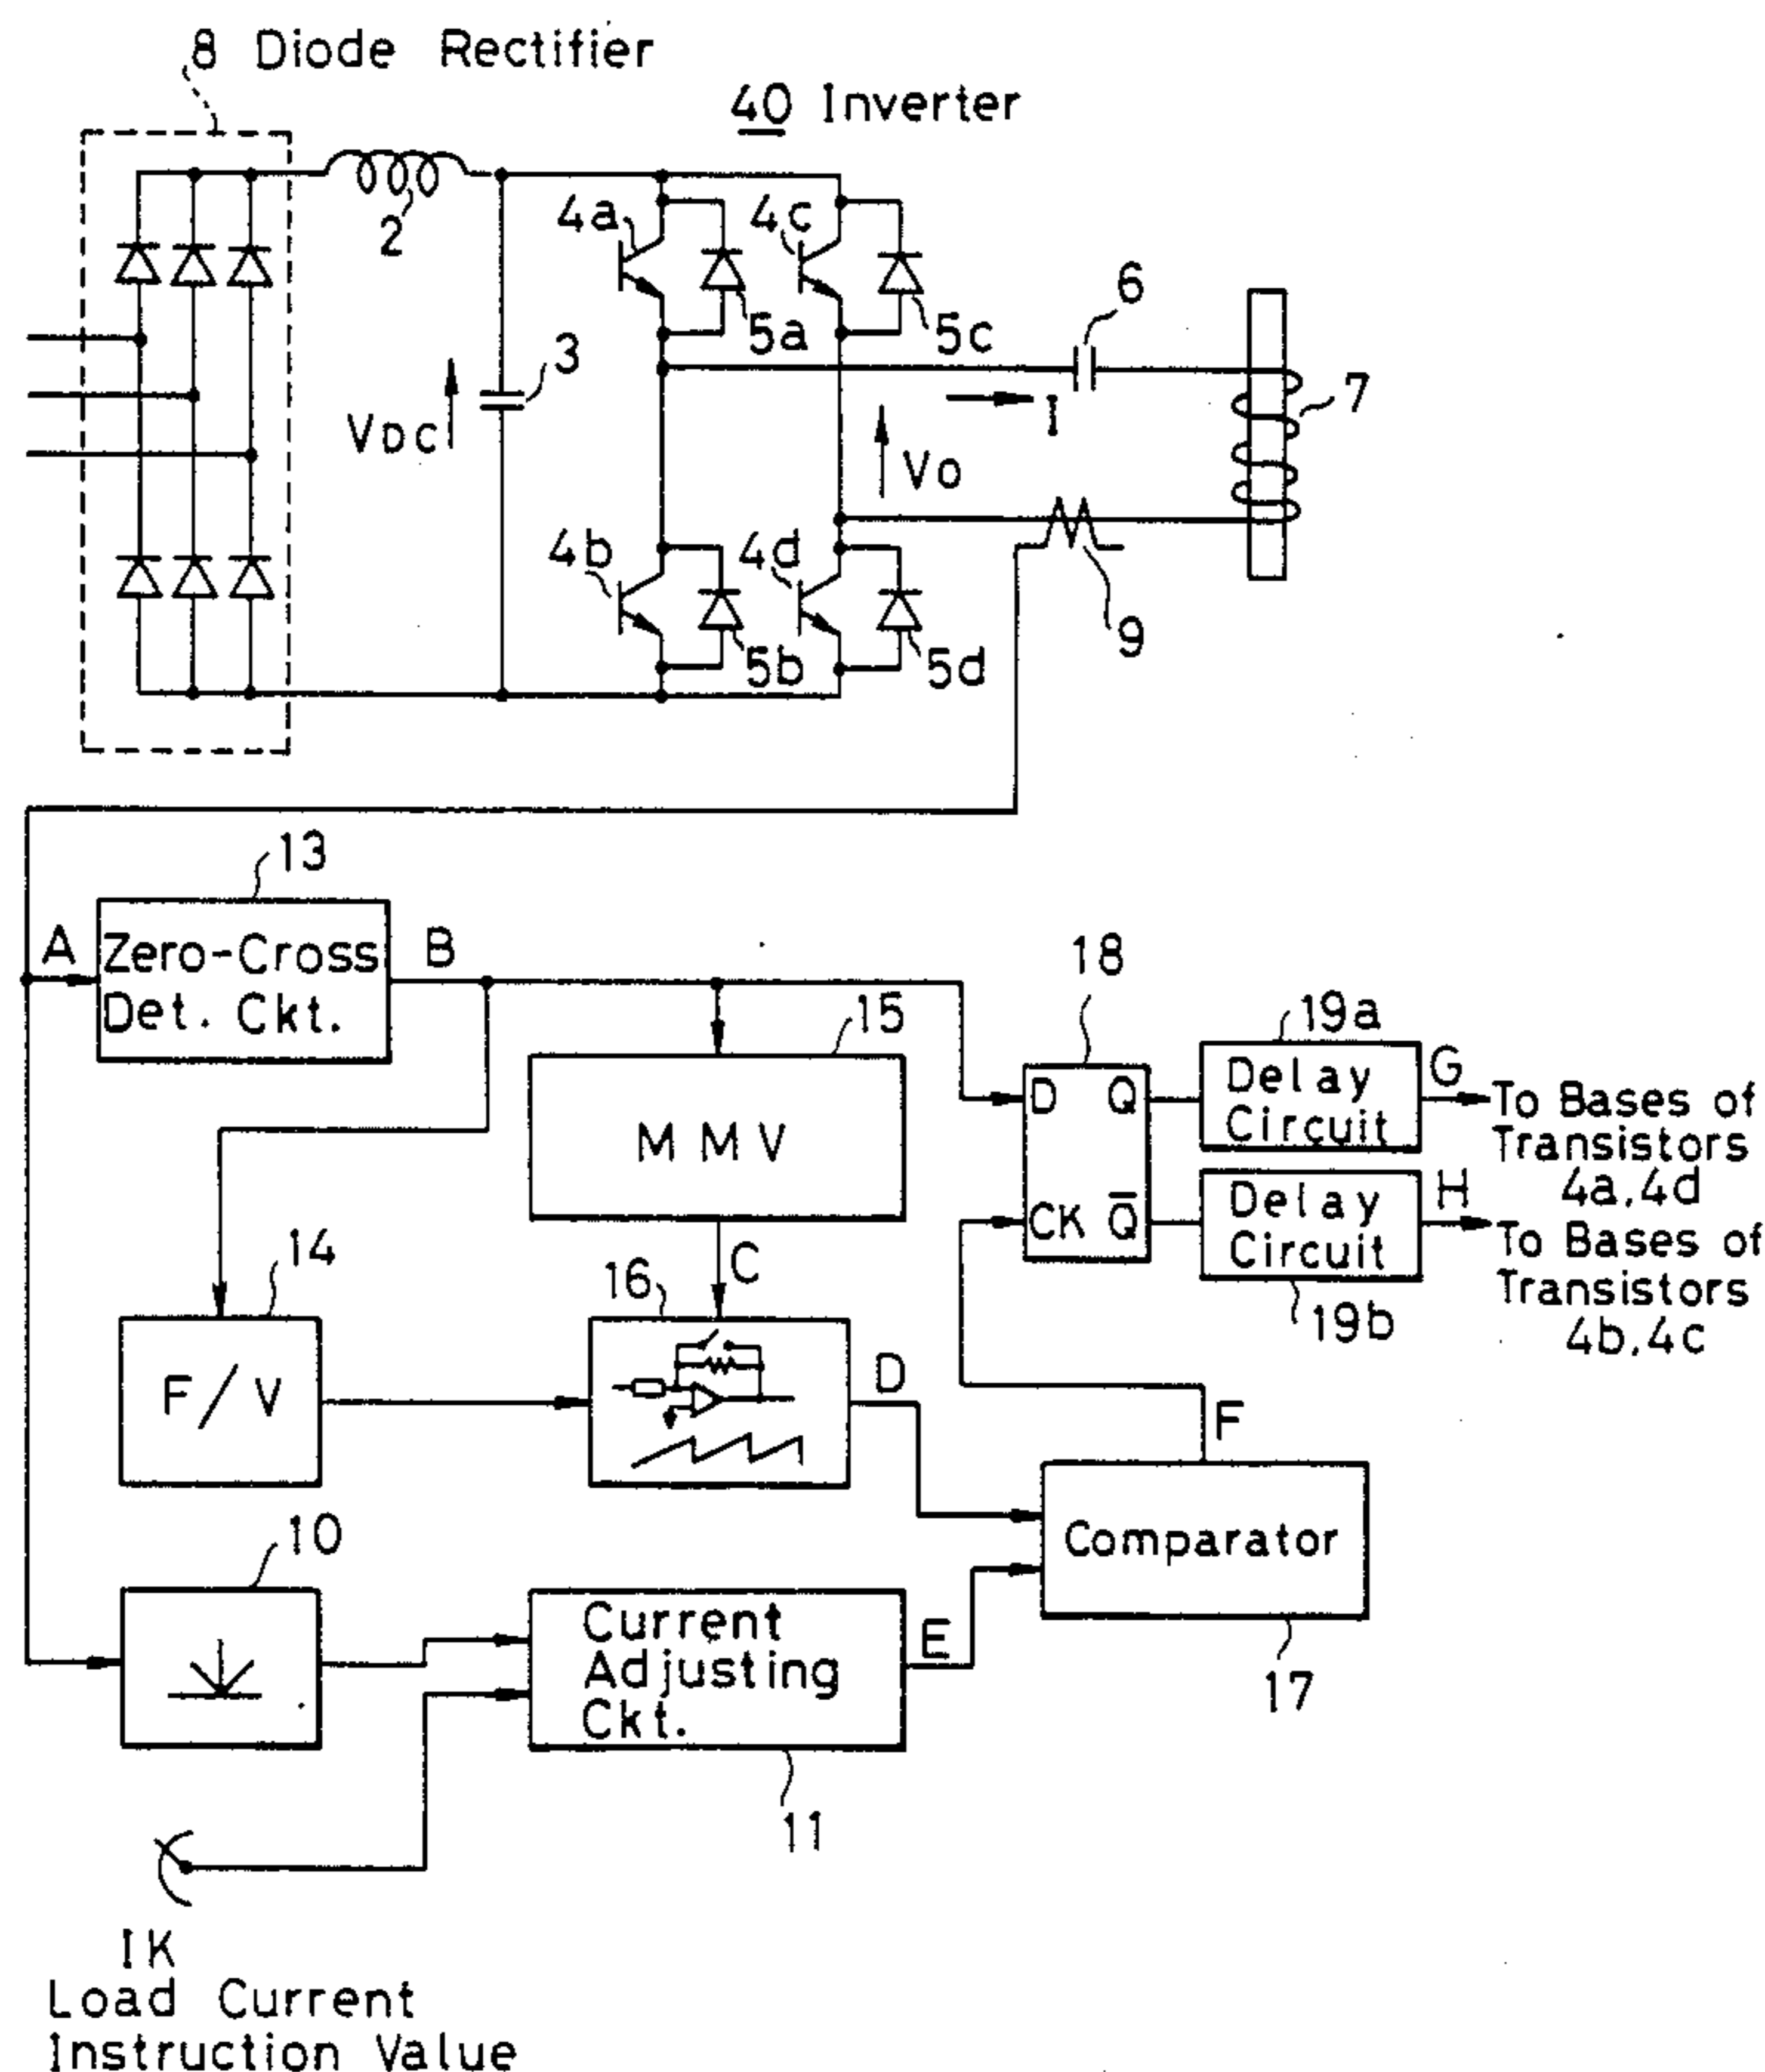 8 Diode Rectifier
40 Inverter
2
4a
4c
5a
5c
6
3
VDC
I
7
Vo
4b
4d
5b
5d
9
13
A
Zero-Cross
Det. Ckt.
B
18
15
MMV
D Q
CK Q̅
19a
Delay
Circuit
G
To Bases of
Transistors
4a,4d
Delay
Circuit
H
To Bases of
Transistors
4b,4c
19b
14
F/V
16
C
D
F
Comparator
17
10
Current
Adjusting
Ckt.
E
11
IK
Load Current
Instruction Value